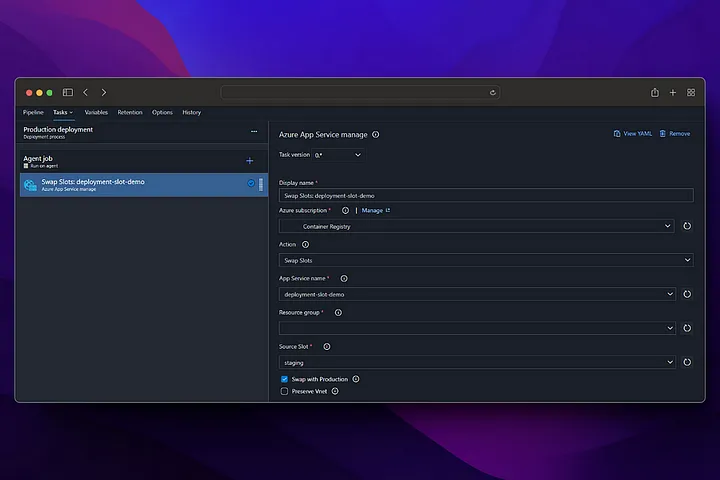 Pipeline Tasks Variables Retention Options History
Production deployment
Deployment process
Agent job
Run on agent
Swap Slots: deployment-slot-demo
Azure App Service manage
Azure App Service manage
View YAML Remove
Task version 0.*
Display name *
Swap Slots: deployment-slot-demo
Azure subscription * | Manage
Container Registry
Action
Swap Slots
App Service name *
deployment-slot-demo
Resource group *
Source Slot *
staging
Swap with Production
Preserve Vnet